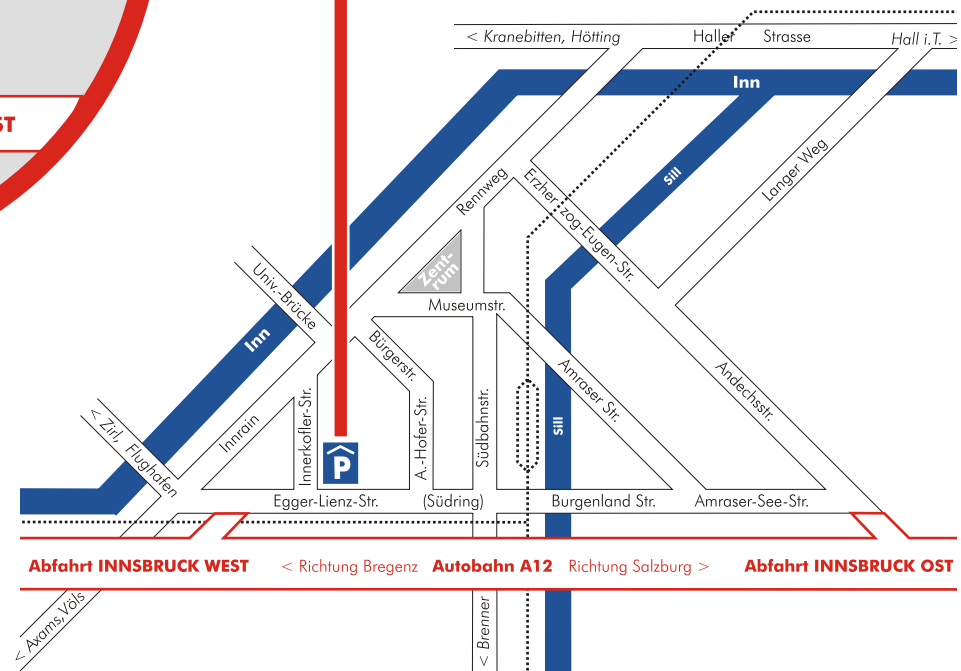 < Kranebitten, Hötting
Haller Strasse
Hall i.T. >
Inn
ST
Sill
Langer Weg
Rennweg
Erzherzog-Eugen-Str.
Zent-
rum
Univ.-Brücke
Museumstr.
Inn
Bürgerstr.
Amraser Str.
Andechsstr.
< Zirl, Flughafen
Innrain
Innerkofler-Str.
A.-Hofer-Str.
Südbahnstr.
Sill
P
Egger-Lienz-Str.
(Südring)
Burgenland Str.
Amraser-See-Str.
Abfahrt INNSBRUCK WEST
< Richtung Bregenz
Autobahn A12
Richtung Salzburg >
Abfahrt INNSBRUCK OST
< Axams, Völs
< Brenner